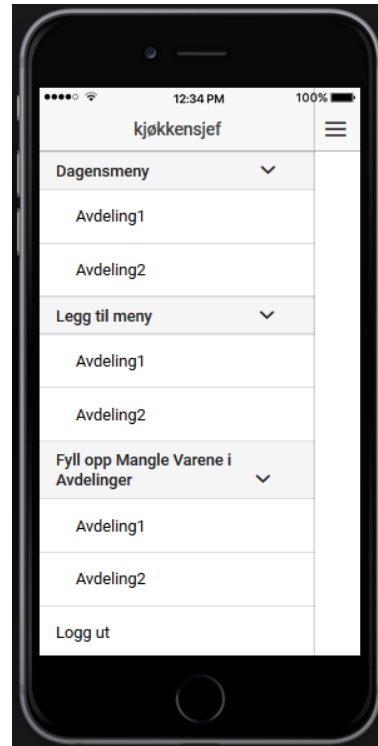 12:34 PM 100%
kjøkkensjef
Dagensmeny
Avdeling1
Avdeling2
Legg til meny
Avdeling1
Avdeling2
Fyll opp Mangle Varene i
Avdelinger
Avdeling1
Avdeling2
Logg ut